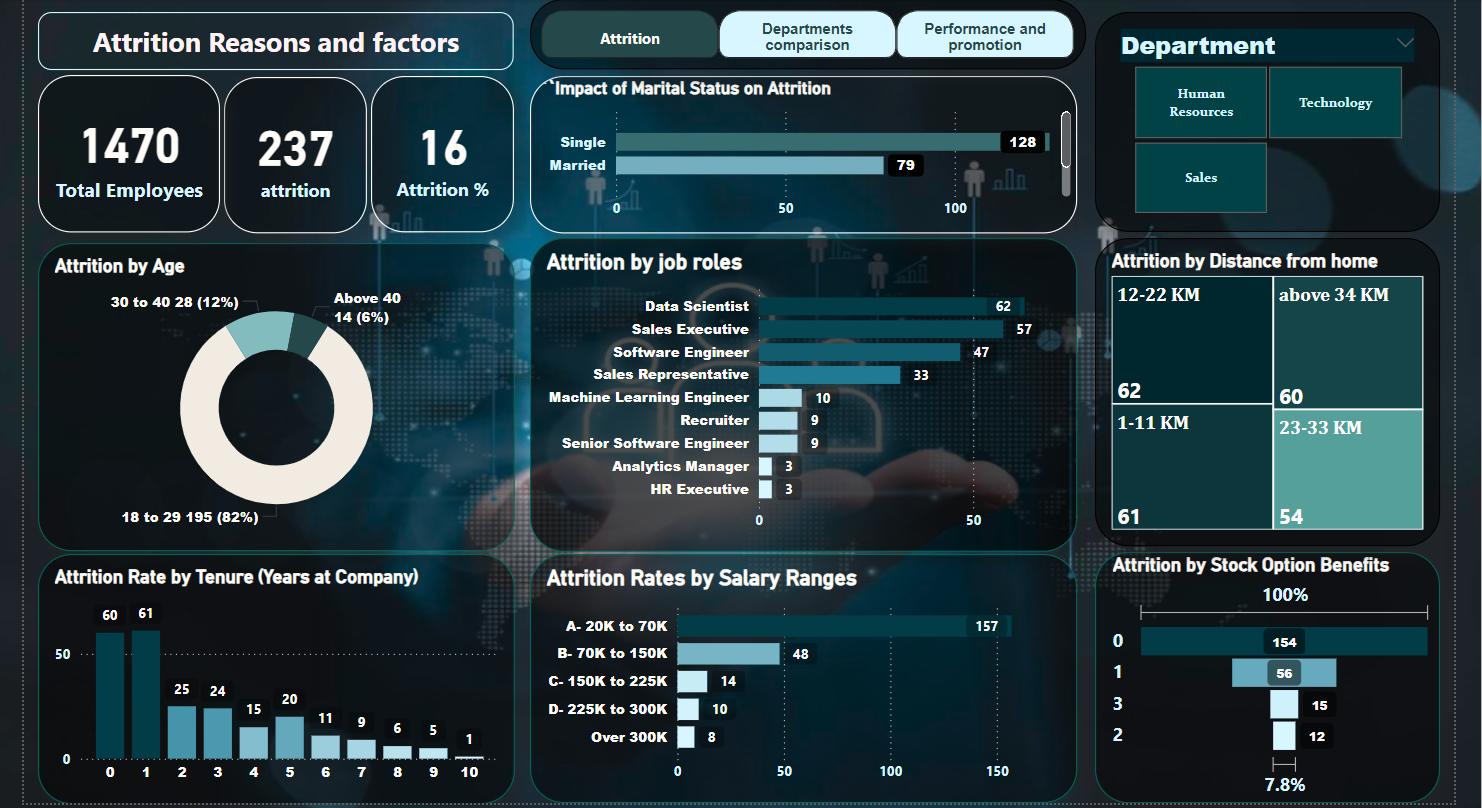 Attrition Reasons and factors
Attrition
Departments
comparison
Performance and
promotion
Department
Human
Resources
Technology
Sales
1470
Total Employees
237
attrition
16
Attrition %
`Impact of Marital Status on Attrition
Single 128
Married 79
0 50 100
Attrition by Age
30 to 40 28 (12%)
Above 40
14 (6%)
18 to 29 195 (82%)
Attrition by job roles
Data Scientist 62
Sales Executive 57
Software Engineer 47
Sales Representative 33
Machine Learning Engineer 10
Recruiter 9
Senior Software Engineer 9
Analytics Manager 3
HR Executive 3
0 50
Attrition by Distance from home
12-22 KM
62
above 34 KM
60
1-11 KM
61
23-33 KM
54
Attrition Rate by Tenure (Years at Company)
50
0
60 61 25 24 15 20 11 9 6 5 1
0 1 2 3 4 5 6 7 8 9 10
Attrition Rates by Salary Ranges
A- 20K to 70K 157
B- 70K to 150K 48
C- 150K to 225K 14
D- 225K to 300K 10
Over 300K 8
0 50 100 150
Attrition by Stock Option Benefits
100%
0 154
1 56
3 15
2 12
7.8%